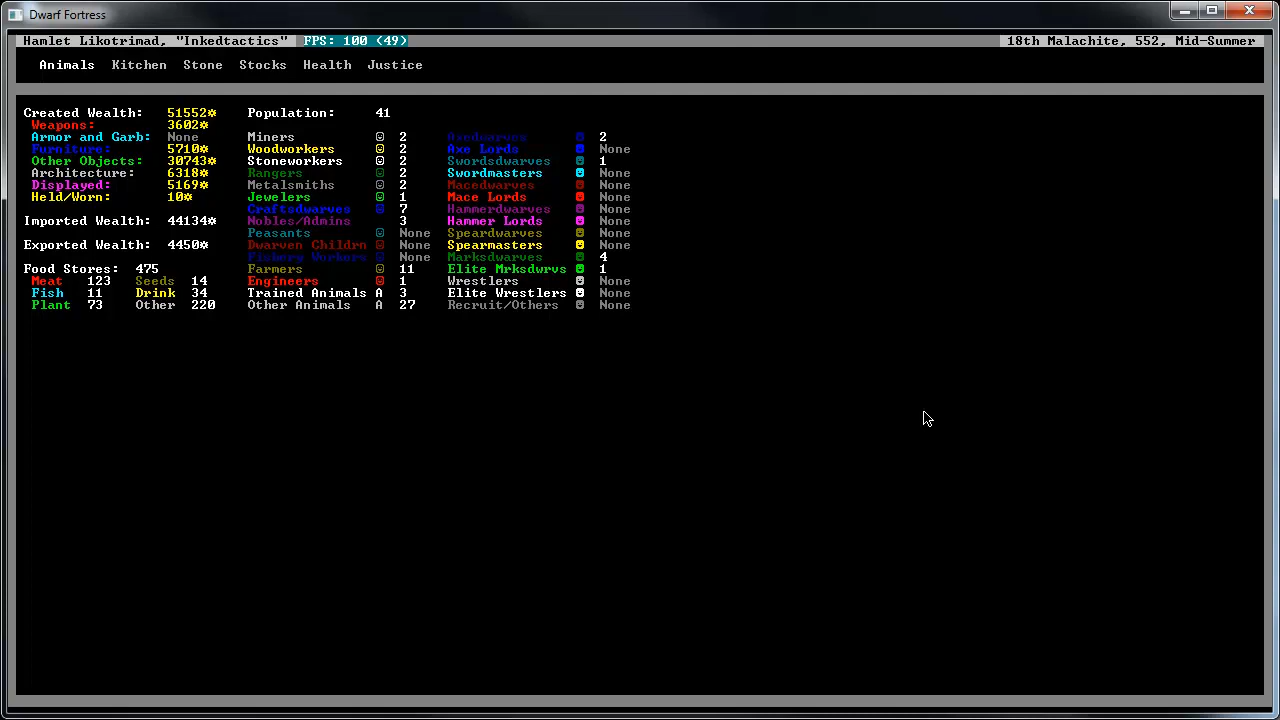 Dwarf Fortress
Hamlet Likotrimad, "Inkedtactics" FPS: 100 (49) 18th Malachite, 552, Mid-Summer
Animals Kitchen Stone Stocks Health Justice
Created Wealth: 51552☼ Population: 41
Weapons: 3602☼
Armor and Garb: None Miners 2 Axedwarves 2
Furniture: 5710☼ Woodworkers 2 Axe Lords None
Other Objects: 30743☼ Stoneworkers 2 Swordsdwarves 1
Architecture: 6318☼ Rangers 2 Swordmasters None
Displayed: 5169☼ Metalsmiths 2 Macedwarves None
Held/Worn: 10☼ Jewelers 1 Mace Lords None
Craftsdwarves 7 Hammerdwarves None
Imported Wealth: 44134☼ Nobles/Admins 3 Hammer Lords None
Peasants None Speardwarves None
Exported Wealth: 4450☼ Dwarven Childrn None Spearmasters None
Fishery Workers None Marksdwarves 4
Food Stores: 475 Farmers 11 Elite Mrksdwrvs 1
Meat 123 Seeds 14 Engineers 1 Wrestlers None
Fish 11 Drink 34 Trained Animals A 3 Elite Wrestlers None
Plant 73 Other 220 Other Animals A 27 Recruit/Others None